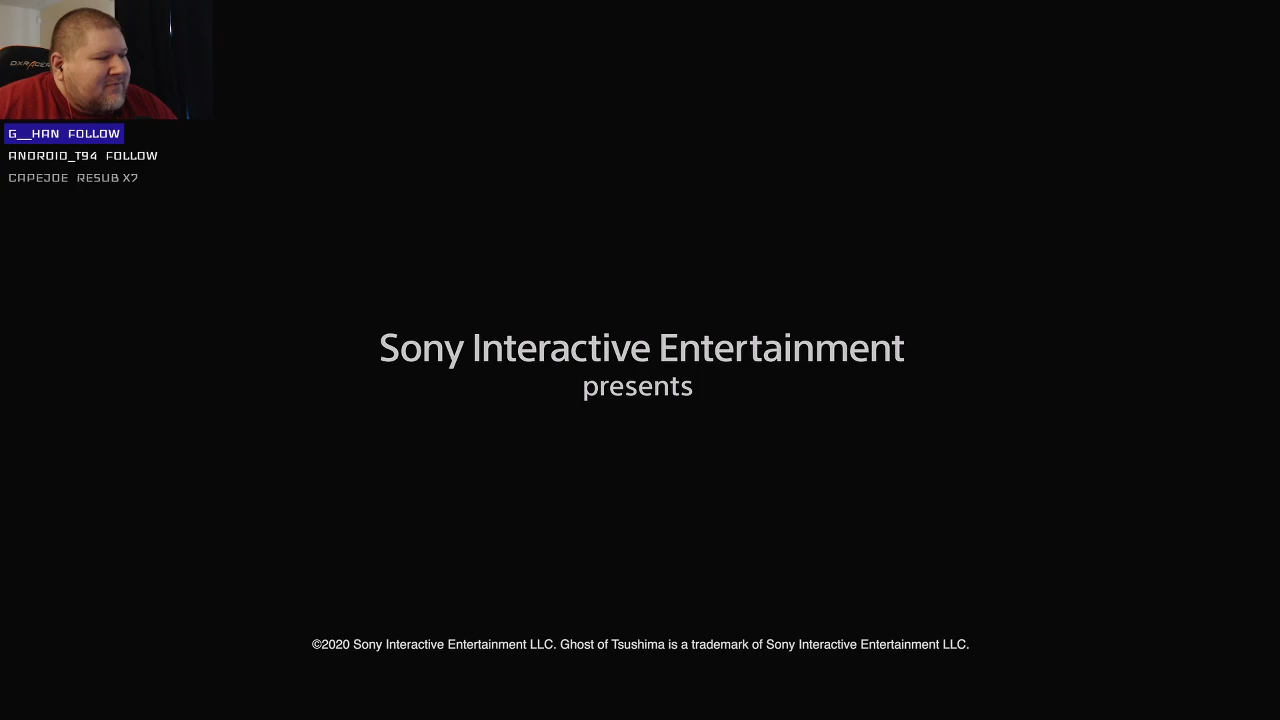 DXRACER
G__HAN FOLLOW
ANDROID_T94 FOLLOW
CAPEJOE RESUB X7
Sony Interactive Entertainment
presents
©2020 Sony Interactive Entertainment LLC. Ghost of Tsushima is a trademark of Sony Interactive Entertainment LLC.